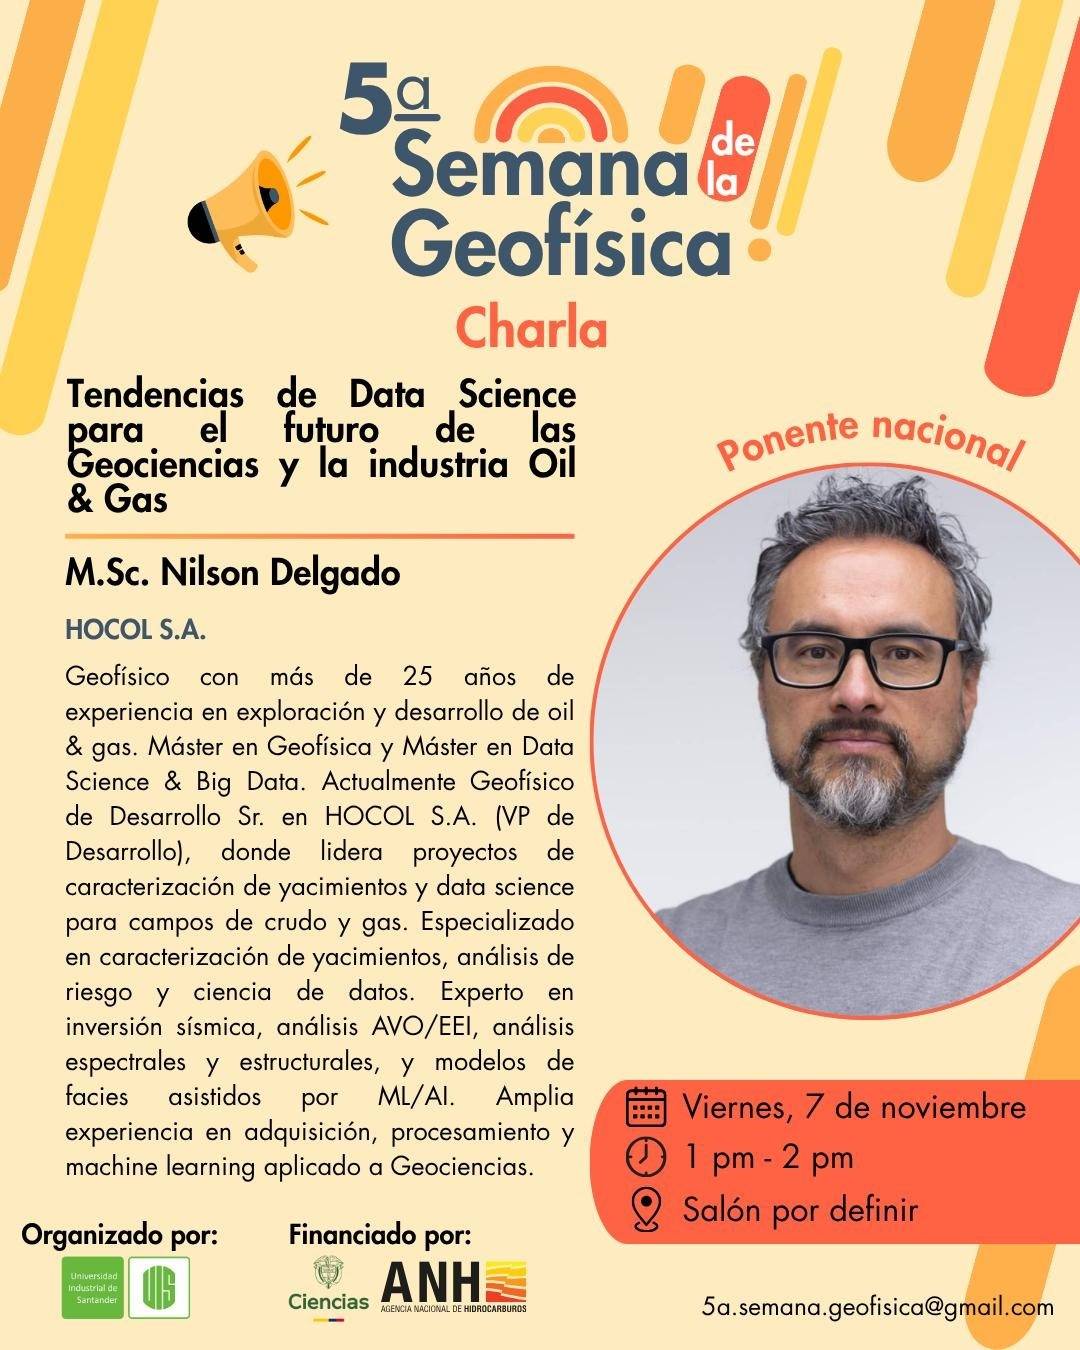 5ª
Semana de la
Geofísica
Charla
Tendencias de Data Science
para el futuro de las
Geociencias y la industria Oil
& Gas
Ponente nacional
M.Sc. Nilson Delgado
HOCOL S.A.
Geofísico con más de 25 años de
experiencia en exploración y desarrollo de oil
& gas. Máster en Geofísica y Máster en Data
Science & Big Data. Actualmente Geofísico
de Desarrollo Sr. en HOCOL S.A. (VP de
Desarrollo), donde lidera proyectos de
caracterización de yacimientos y data science
para campos de crudo y gas. Especializado
en caracterización de yacimientos, análisis de
riesgo y ciencia de datos. Experto en
inversión sísmica, análisis AVO/EEI, análisis
espectrales y estructurales, y modelos de
facies asistidos por ML/AI. Amplia
experiencia en adquisición, procesamiento y
machine learning aplicado a Geociencias.
Viernes, 7 de noviembre
1 pm - 2 pm
Salón por definir
Organizado por:
Universidad
Industrial de
Santander
UIS
Financiado por:
Ciencias
ANH
AGENCIA NACIONAL DE HIDROCARBUROS
5a.semana.geofisica@gmail.com